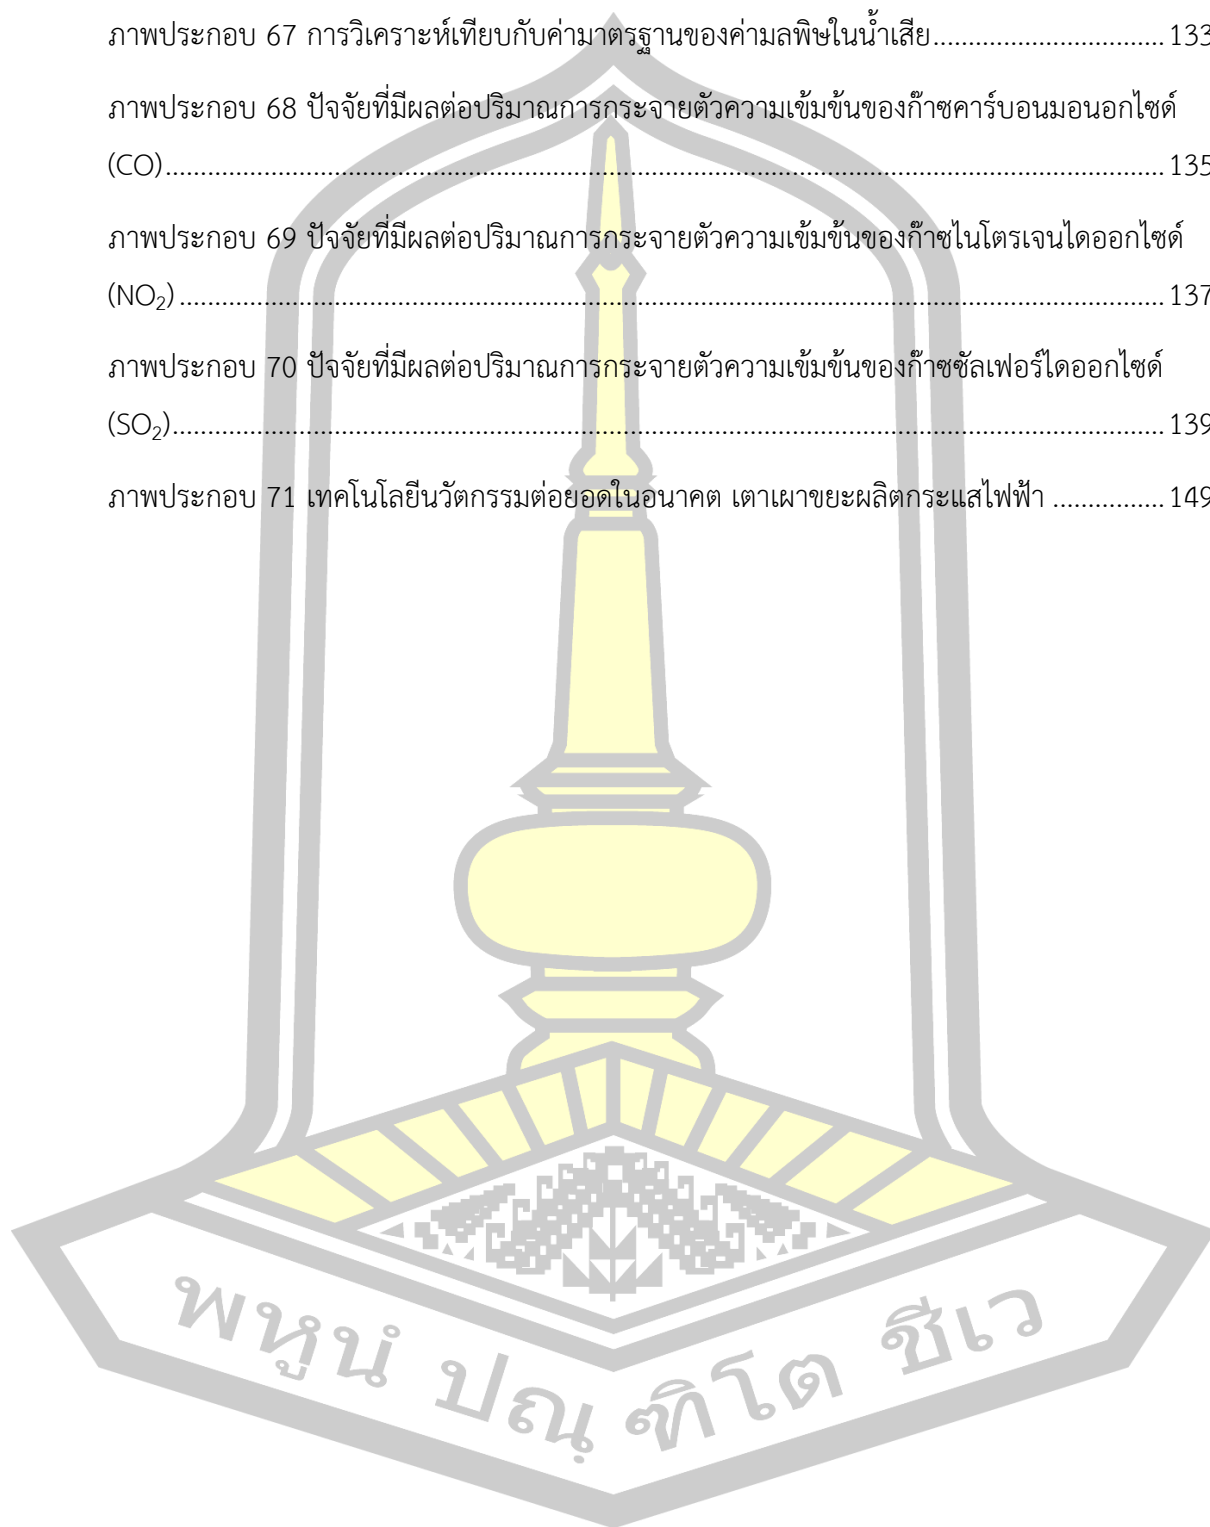 ภาพประกอบ 67 การวิเคราะห์เทียบกับค่ามาตรฐานของค่ามลพิษในน้ำเสีย................................. 133
ภาพประกอบ 68 ปัจจัยที่มีผลต่อปริมาณการกระจายตัวความเข้มข้นของก๊าซคาร์บอนมอนอกไซด์
(CO)............................................................................................................................................. 135
ภาพประกอบ 69 ปัจจัยที่มีผลต่อปริมาณการกระจายตัวความเข้มข้นของก๊าซไนโตรเจนไดออกไซด์
(NO₂)........................................................................................................................................... 137
ภาพประกอบ 70 ปัจจัยที่มีผลต่อปริมาณการกระจายตัวความเข้มข้นของก๊าซซัลเฟอร์ไดออกไซด์
(SO₂)............................................................................................................................................ 139
ภาพประกอบ 71 เทคโนโลยีนวัตกรรมต่อยอดในอนาคต เตาเผาขยะผลิตกระแสไฟฟ้า ................ 149
พหูนํ ปณฺฑิโต ชีเว